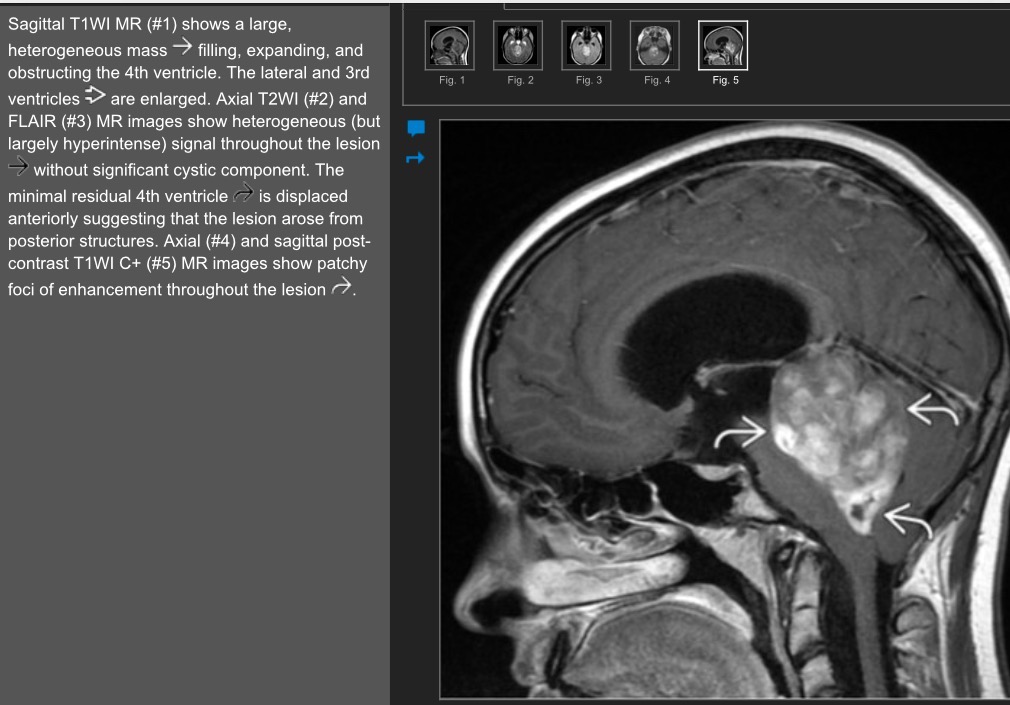 Sagittal T1WI MR (#1) shows a large,
heterogeneous mass → filling, expanding, and
obstructing the 4th ventricle. The lateral and 3rd
ventricles ⇨ are enlarged. Axial T2WI (#2) and
FLAIR (#3) MR images show heterogeneous (but
largely hyperintense) signal throughout the lesion
→ without significant cystic component. The
minimal residual 4th ventricle ↷ is displaced
anteriorly suggesting that the lesion arose from
posterior structures. Axial (#4) and sagittal post-
contrast T1WI C+ (#5) MR images show patchy
foci of enhancement throughout the lesion ↷.
Fig. 1
Fig. 2
Fig. 3
Fig. 4
Fig. 5